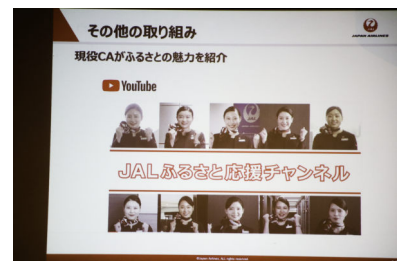 その他の取り組み
JAPAN AIRLINES
現役CAがふるさとの魅力を紹介
YouTube
JALふるさと応援チャンネル